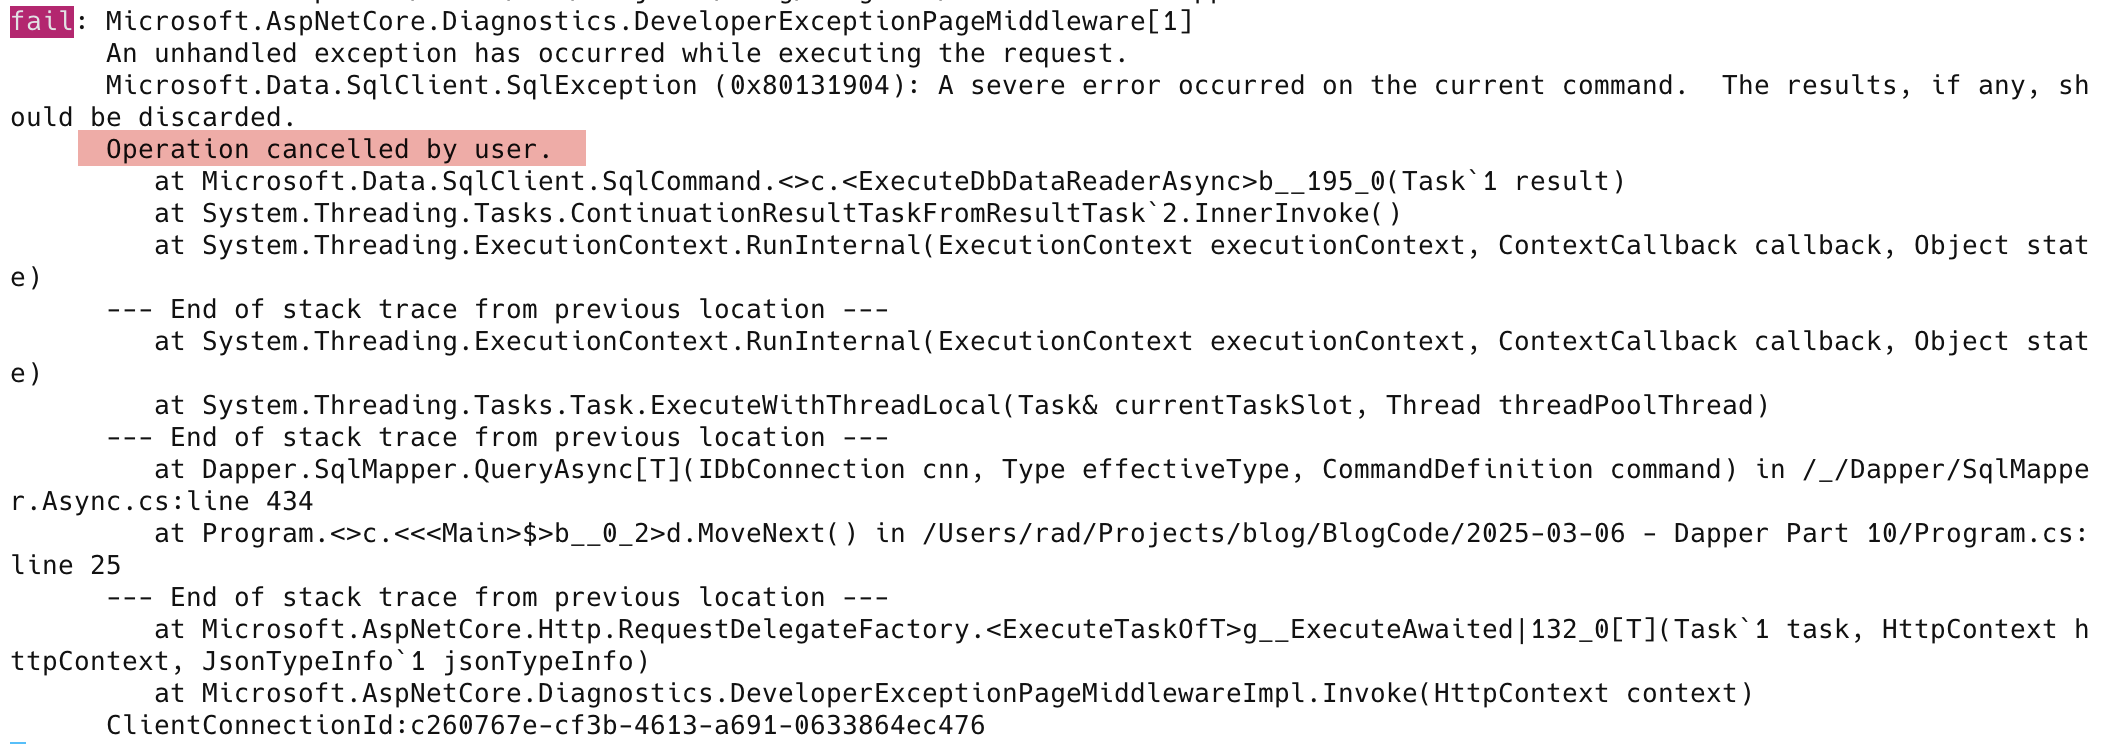 fail: Microsoft.AspNetCore.Diagnostics.DeveloperExceptionPageMiddleware[1]
An unhandled exception has occurred while executing the request.
Microsoft.Data.SqlClient.SqlException (0x80131904): A severe error occurred on the current command.  The results, if any, sh
ould be discarded.
Operation cancelled by user.
at Microsoft.Data.SqlClient.SqlCommand.<>c.<ExecuteDbDataReaderAsync>b__195_0(Task`1 result)
at System.Threading.Tasks.ContinuationResultTaskFromResultTask`2.InnerInvoke()
at System.Threading.ExecutionContext.RunInternal(ExecutionContext executionContext, ContextCallback callback, Object stat
e)
--- End of stack trace from previous location ---
at System.Threading.ExecutionContext.RunInternal(ExecutionContext executionContext, ContextCallback callback, Object stat
e)
at System.Threading.Tasks.Task.ExecuteWithThreadLocal(Task& currentTaskSlot, Thread threadPoolThread)
--- End of stack trace from previous location ---
at Dapper.SqlMapper.QueryAsync[T](IDbConnection cnn, Type effectiveType, CommandDefinition command) in /_/Dapper/SqlMappe
r.Async.cs:line 434
at Program.<>c.<<<Main>$>b__0_2>d.MoveNext() in /Users/rad/Projects/blog/BlogCode/2025-03-06 - Dapper Part 10/Program.cs:
line 25
--- End of stack trace from previous location ---
at Microsoft.AspNetCore.Http.RequestDelegateFactory.<ExecuteTaskOfT>g__ExecuteAwaited|132_0[T](Task`1 task, HttpContext h
ttpContext, JsonTypeInfo`1 jsonTypeInfo)
at Microsoft.AspNetCore.Diagnostics.DeveloperExceptionPageMiddlewareImpl.Invoke(HttpContext context)
ClientConnectionId:c260767e-cf3b-4613-a691-0633864ec476